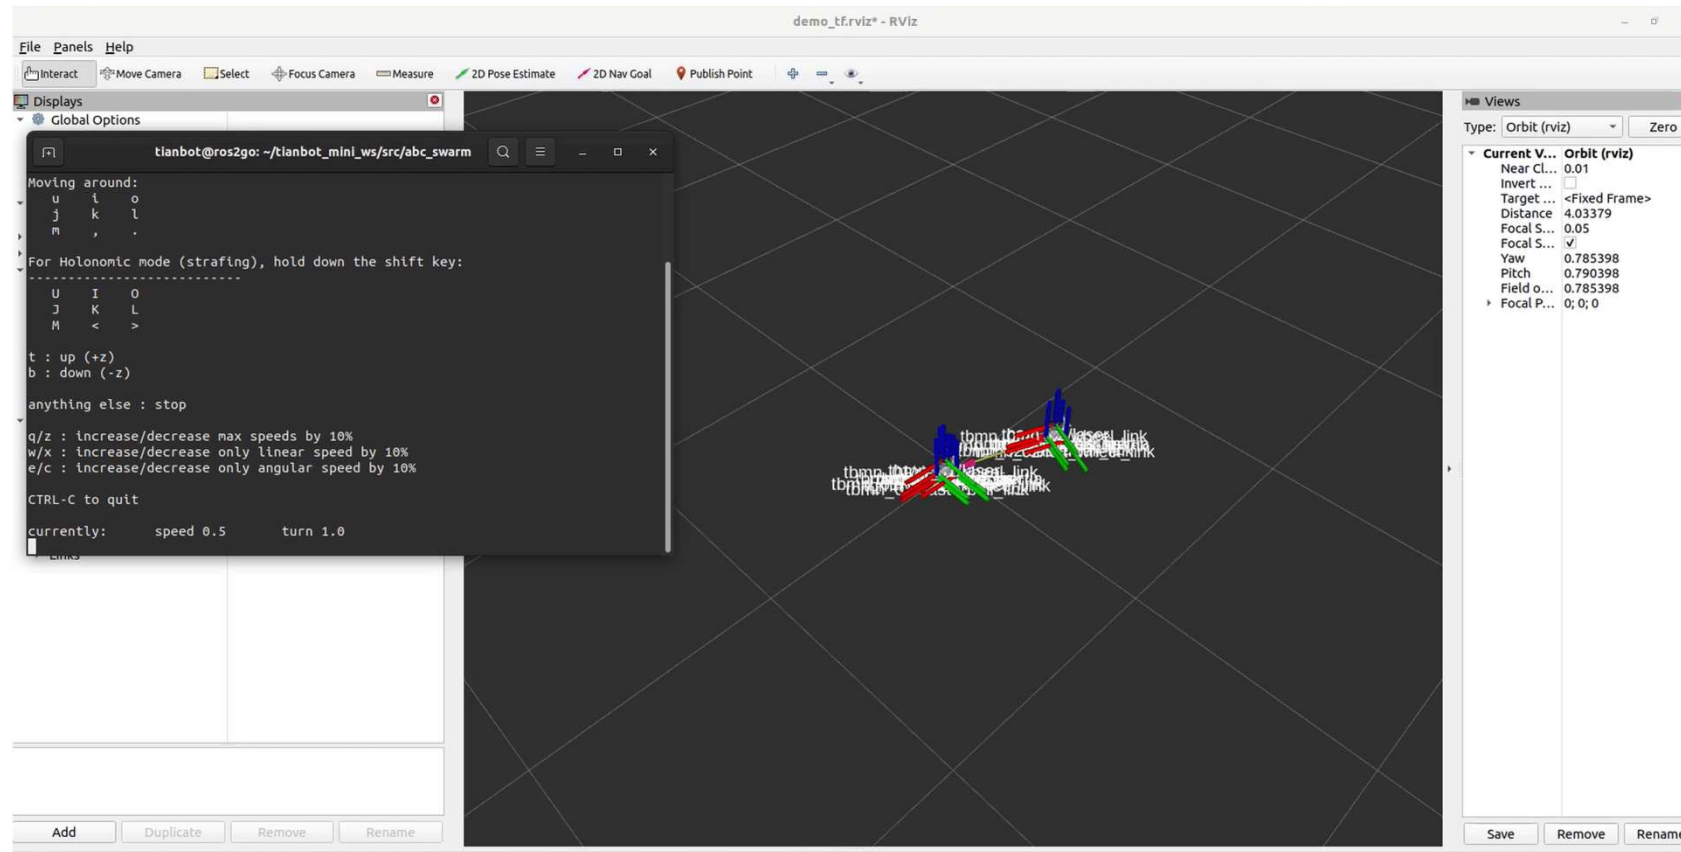 demo_tf.rviz* - RViz
File Panels Help
Interact Move Camera Select Focus Camera Measure 2D Pose Estimate 2D Nav Goal Publish Point
Displays
Global Options
tianbot@ros2go: ~/tianbot_mini_ws/src/abc_swarm
Moving around:
u i o
j k l
m , .
For Holonomic mode (strafing), hold down the shift key:
---------------------------
U I O
J K L
M < >
t : up (+z)
b : down (-z)
anything else : stop
q/z : increase/decrease max speeds by 10%
w/x : increase/decrease only linear speed by 10%
e/c : increase/decrease only angular speed by 10%
CTRL-C to quit
currently: speed 0.5 turn 1.0
Links
Add Duplicate Remove Rename
Views
Type: Orbit (rviz) Zero
Current V... Orbit (rviz)
Near Cl... 0.01
Invert ...
Target ... <Fixed Frame>
Distance 4.03379
Focal S... 0.05
Focal S...
Yaw 0.785398
Pitch 0.790398
Field o... 0.785398
Focal P... 0; 0; 0
Save Remove Rename